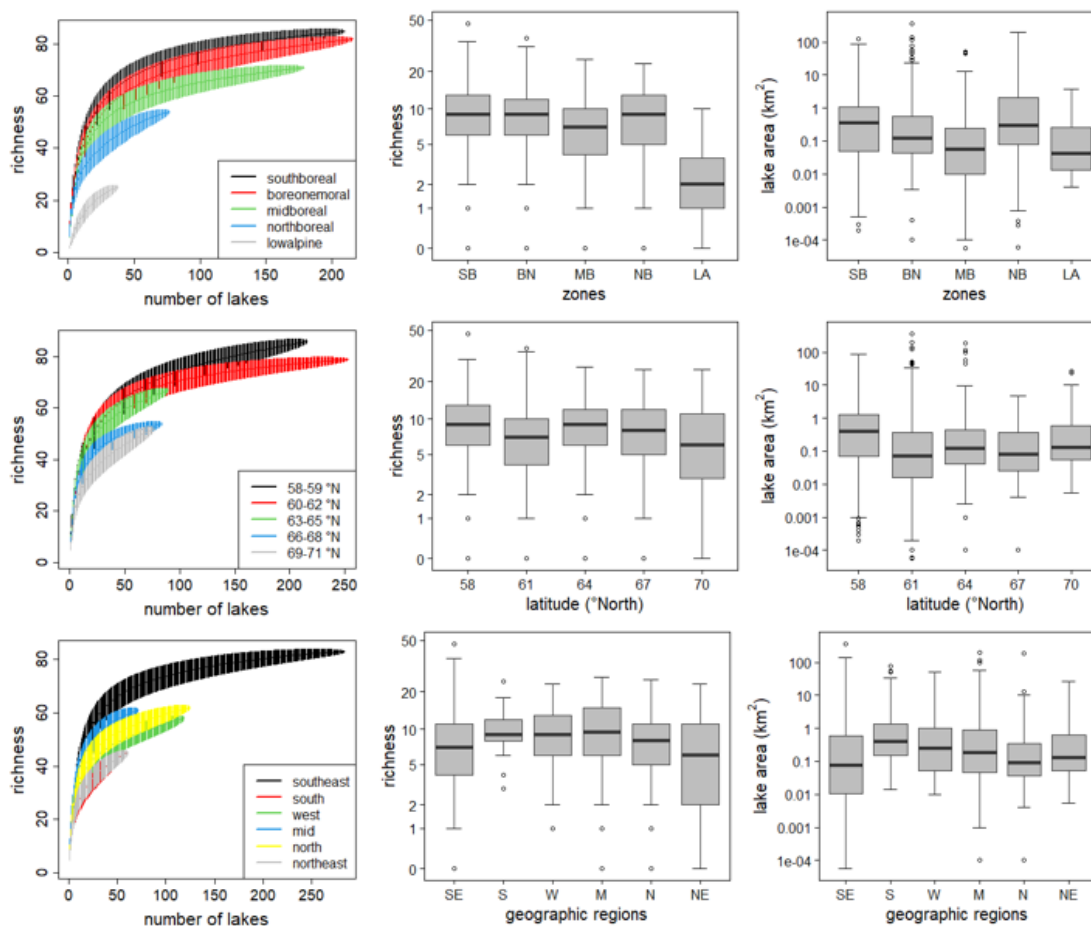 80
60
40
20
0
richness
southboreal
boreonemoral
midboreal
northboreal
lowalpine
0 50 100 150 200
number of lakes
50
20
10
5
2
1
0
richness
SB BN MB NB LA
zones
100
10
1
0.1
0.01
0.001
1e-04
lake area (km²)
SB BN MB NB LA
zones
80
60
40
20
0
richness
58-59 °N
60-62 °N
63-65 °N
66-68 °N
69-71 °N
0 50 100 150 200 250
number of lakes
50
20
10
5
2
1
0
richness
58 61 64 67 70
latitude (°North)
100
10
1
0.1
0.01
0.001
1e-04
lake area (km²)
58 61 64 67 70
latitude (°North)
80
60
40
20
0
richness
southeast
south
west
mid
north
northeast
0 50 100 150 200 250
number of lakes
50
20
10
5
2
1
0
richness
SE S W M N NE
geographic regions
100
10
1
0.1
0.01
0.001
1e-04
lake area (km²)
SE S W M N NE
geographic regions